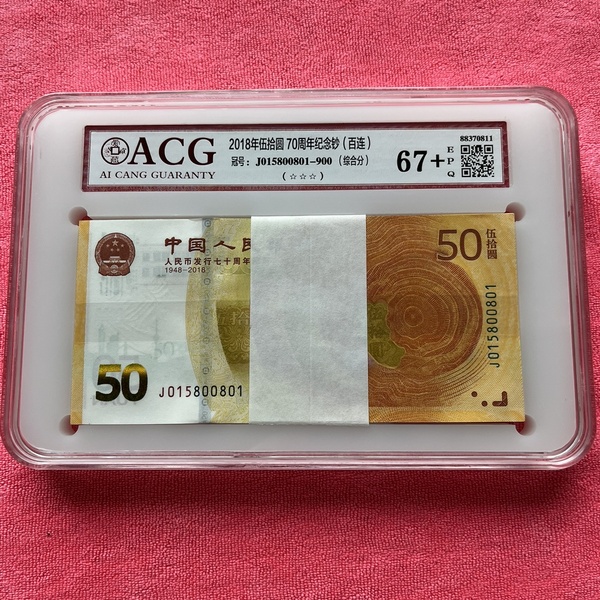 ACG
AI CANG GUARANTY
2018年伍拾圆 70周年纪念钞（百连）
冠号：J015800801-900（综合分）
（☆☆☆）
67+
EPQ
88370811
中国人民
人民币发行七十周年
1948-2018
50
伍拾圆
J015800801
50
J015800801